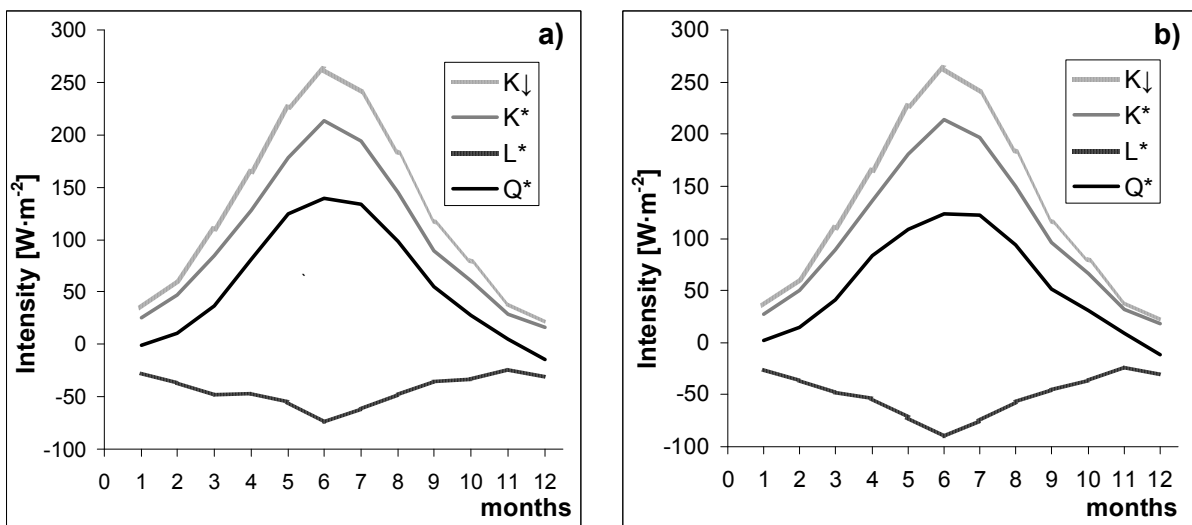 a)
Intensity [W·m⁻²]
300
250
200
150
100
50
0
-50
-100
K↓
K*
L*
Q*
0 1 2 3 4 5 6 7 8 9 10 11 12
months
b)
Intensity [W·m⁻²]
300
250
200
150
100
50
0
-50
-100
K↓
K*
L*
Q*
0 1 2 3 4 5 6 7 8 9 10 11 12
months